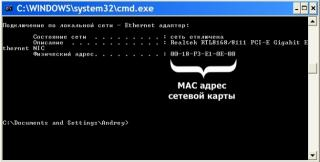 C:\WINDOWS\system32\cmd.exe
Подключение по локальной сети - Ethernet адаптер:
Состояние сети . . . . . . . . . : сеть отключена
Описание . . . . . . . . . . . . : Realtek RTL8168/8111 PCI-E Gigabit E
thernet NIC
Физический адрес. . . . . . . . . : 00-18-F3-E1-0E-00
MAC адрес
сетевой карты
C:\Documents and Settings\Andrey>